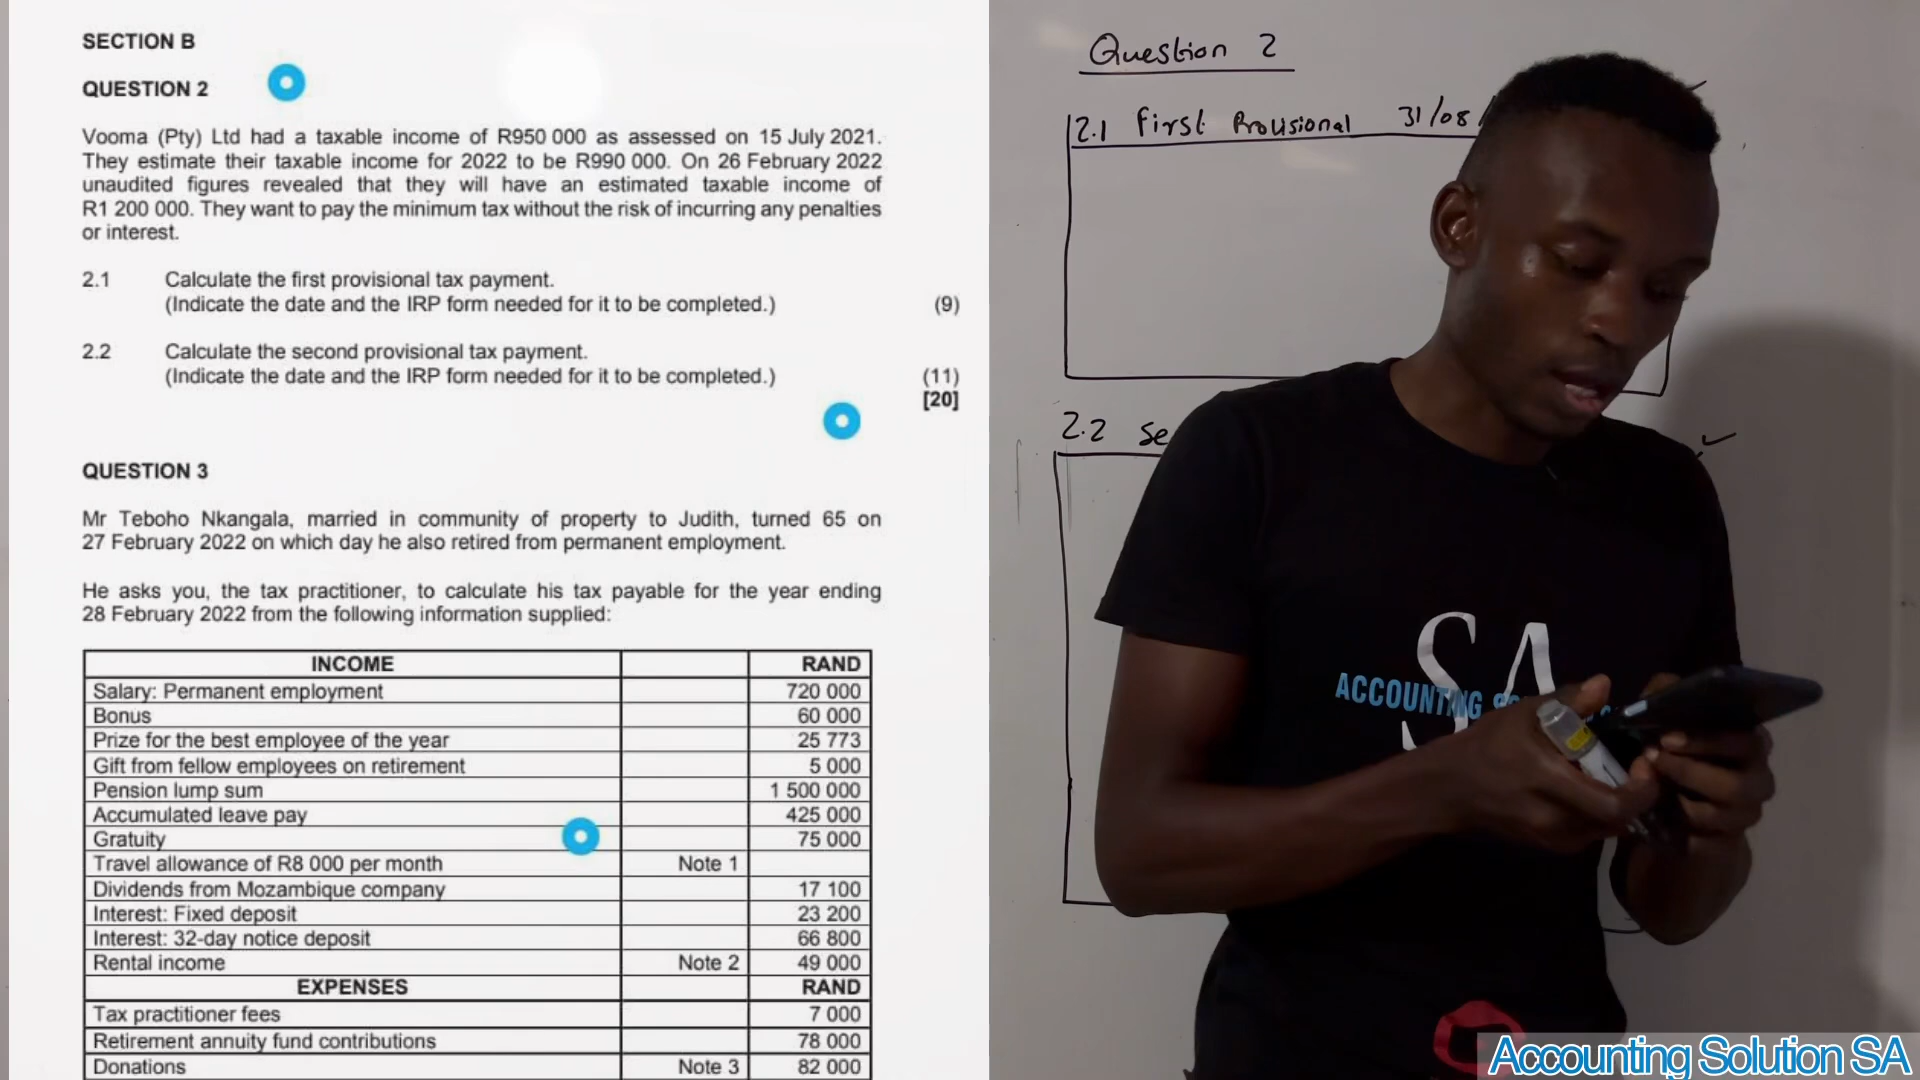 SECTION B
QUESTION 2
Vooma (Pty) Ltd had a taxable income of R950 000 as assessed on 15 July 2021.
They estimate their taxable income for 2022 to be R990 000. On 26 February 2022
unaudited figures revealed that they will have an estimated taxable income of
R1 200 000. They want to pay the minimum tax without the risk of incurring any penalties
or interest.
2.1 Calculate the first provisional tax payment.
(Indicate the date and the IRP form needed for it to be completed.) (9)
2.2 Calculate the second provisional tax payment.
(Indicate the date and the IRP form needed for it to be completed.) (11)
[20]
QUESTION 3
Mr Teboho Nkangala, married in community of property to Judith, turned 65 on
27 February 2022 on which day he also retired from permanent employment.
He asks you, the tax practitioner, to calculate his tax payable for the year ending
28 February 2022 from the following information supplied:
INCOME RAND
Salary: Permanent employment 720 000
Bonus 60 000
Prize for the best employee of the year 25 773
Gift from fellow employees on retirement 5 000
Pension lump sum 1 500 000
Accumulated leave pay 425 000
Gratuity 75 000
Travel allowance of R8 000 per month Note 1
Dividends from Mozambique company 17 100
Interest: Fixed deposit 23 200
Interest: 32-day notice deposit 66 800
Rental income Note 2 49 000
EXPENSES RAND
Tax practitioner fees 7 000
Retirement annuity fund contributions 78 000
Donations Note 3 82 000
Question 2
2.1 First Provisional 31/08/
2.2 Se
SA
ACCOUNTING
Accounting Solution SA